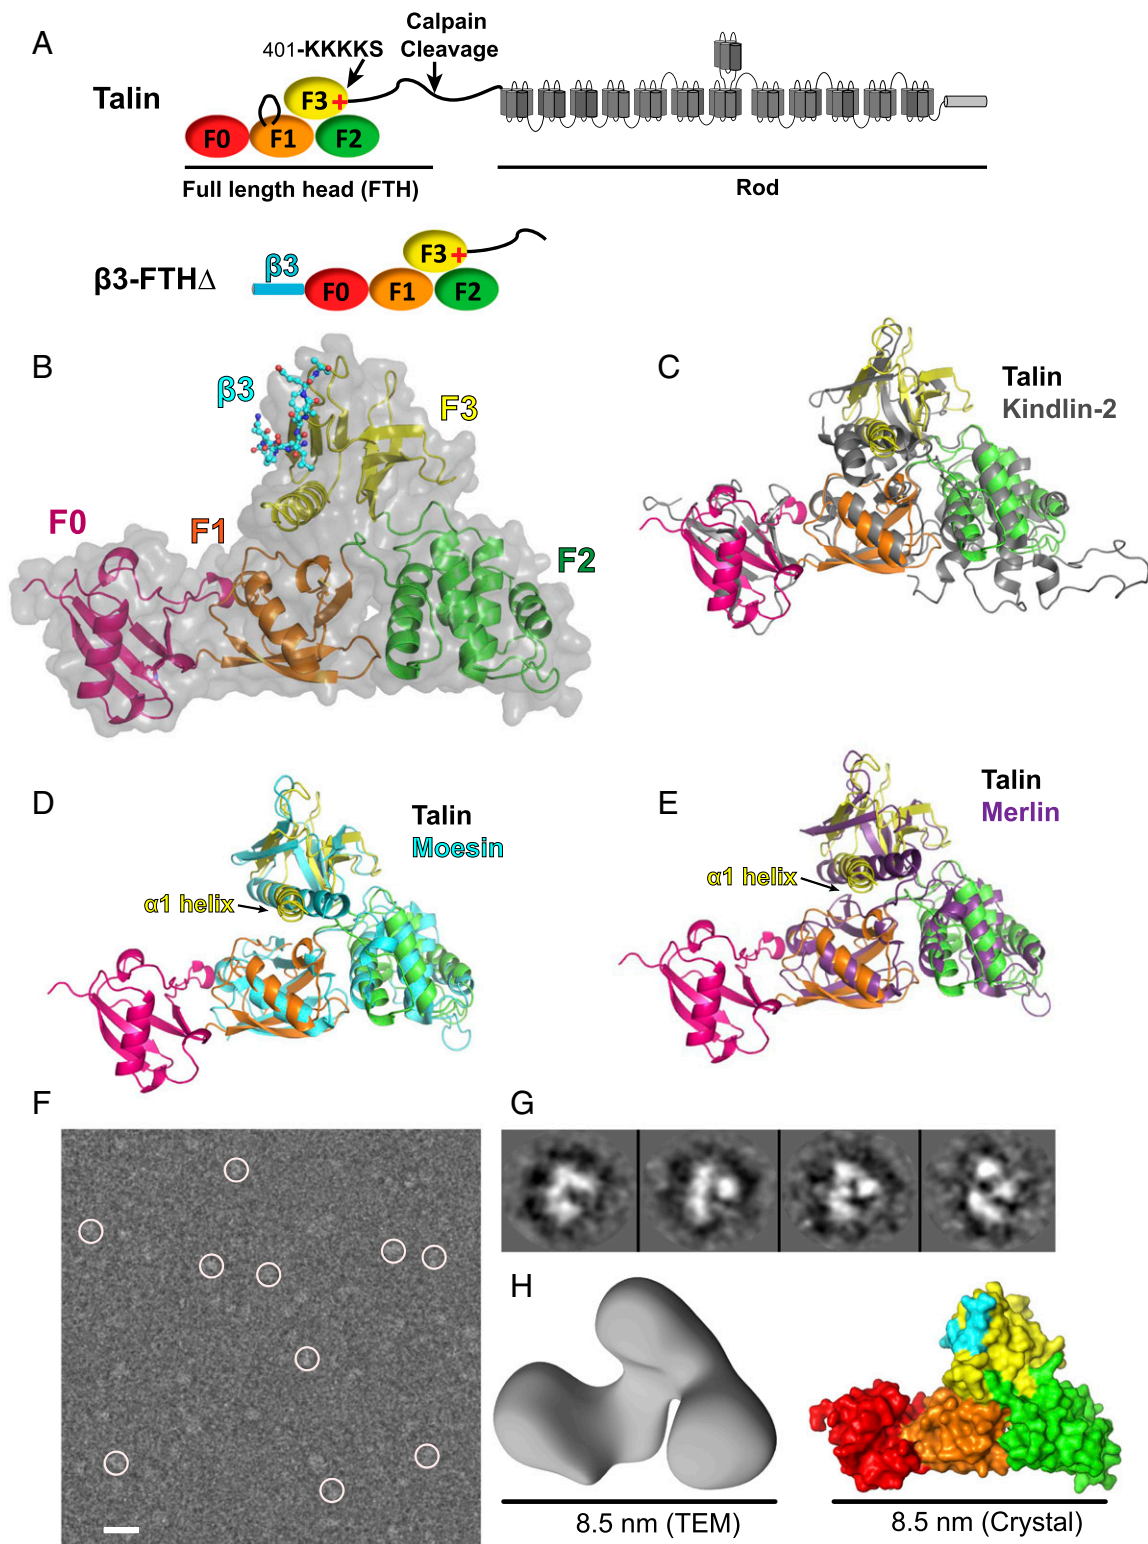 A
401-KKKKS
Calpain
Cleavage
Talin
F3
+
F0
F1
F2
Full length head (FTH)
Rod
β3-FTHΔ
β3
F3
+
F0
F1
F2
B
β3
F3
F0
F1
F2
C
Talin
Kindlin-2
D
Talin
Moesin
α1 helix
E
Talin
Merlin
α1 helix
F
G
H
8.5 nm (TEM)
8.5 nm (Crystal)